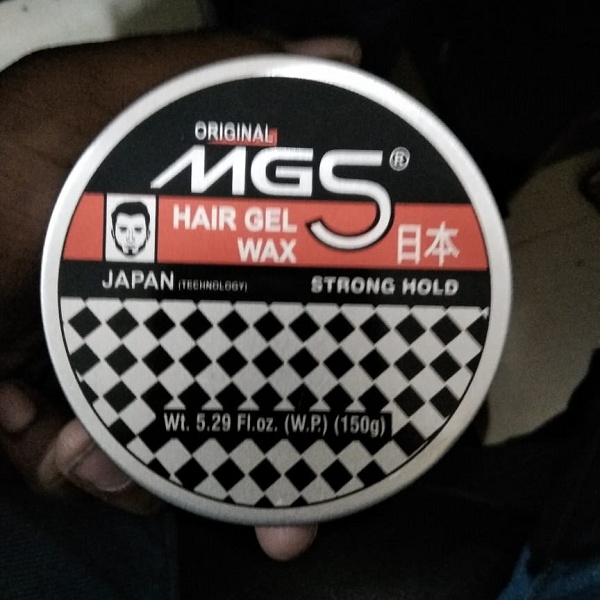 ORIGINAL
MGS®
HAIR GEL
WAX
日本
JAPAN (TECHNOLOGY)
STRONG HOLD
Wt. 5.29 Fl.oz. (W.P.) (150g)